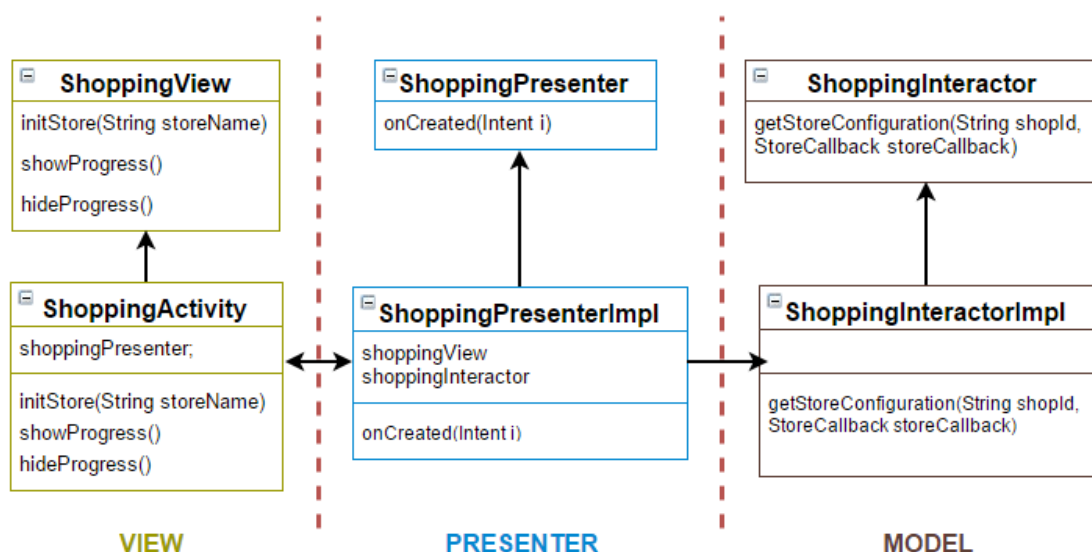 ShoppingView
initStore(String storeName)
showProgress()
hideProgress()
ShoppingActivity
shoppingPresenter;
initStore(String storeName)
showProgress()
hideProgress()
VIEW
ShoppingPresenter
onCreated(Intent i)
ShoppingPresenterImpl
shoppingView
shoppingInteractor
onCreated(Intent i)
PRESENTER
ShoppingInteractor
getStoreConfiguration(String shopId,
StoreCallback storeCallback)
ShoppingInteractorImpl
getStoreConfiguration(String shopId,
StoreCallback storeCallback)
MODEL